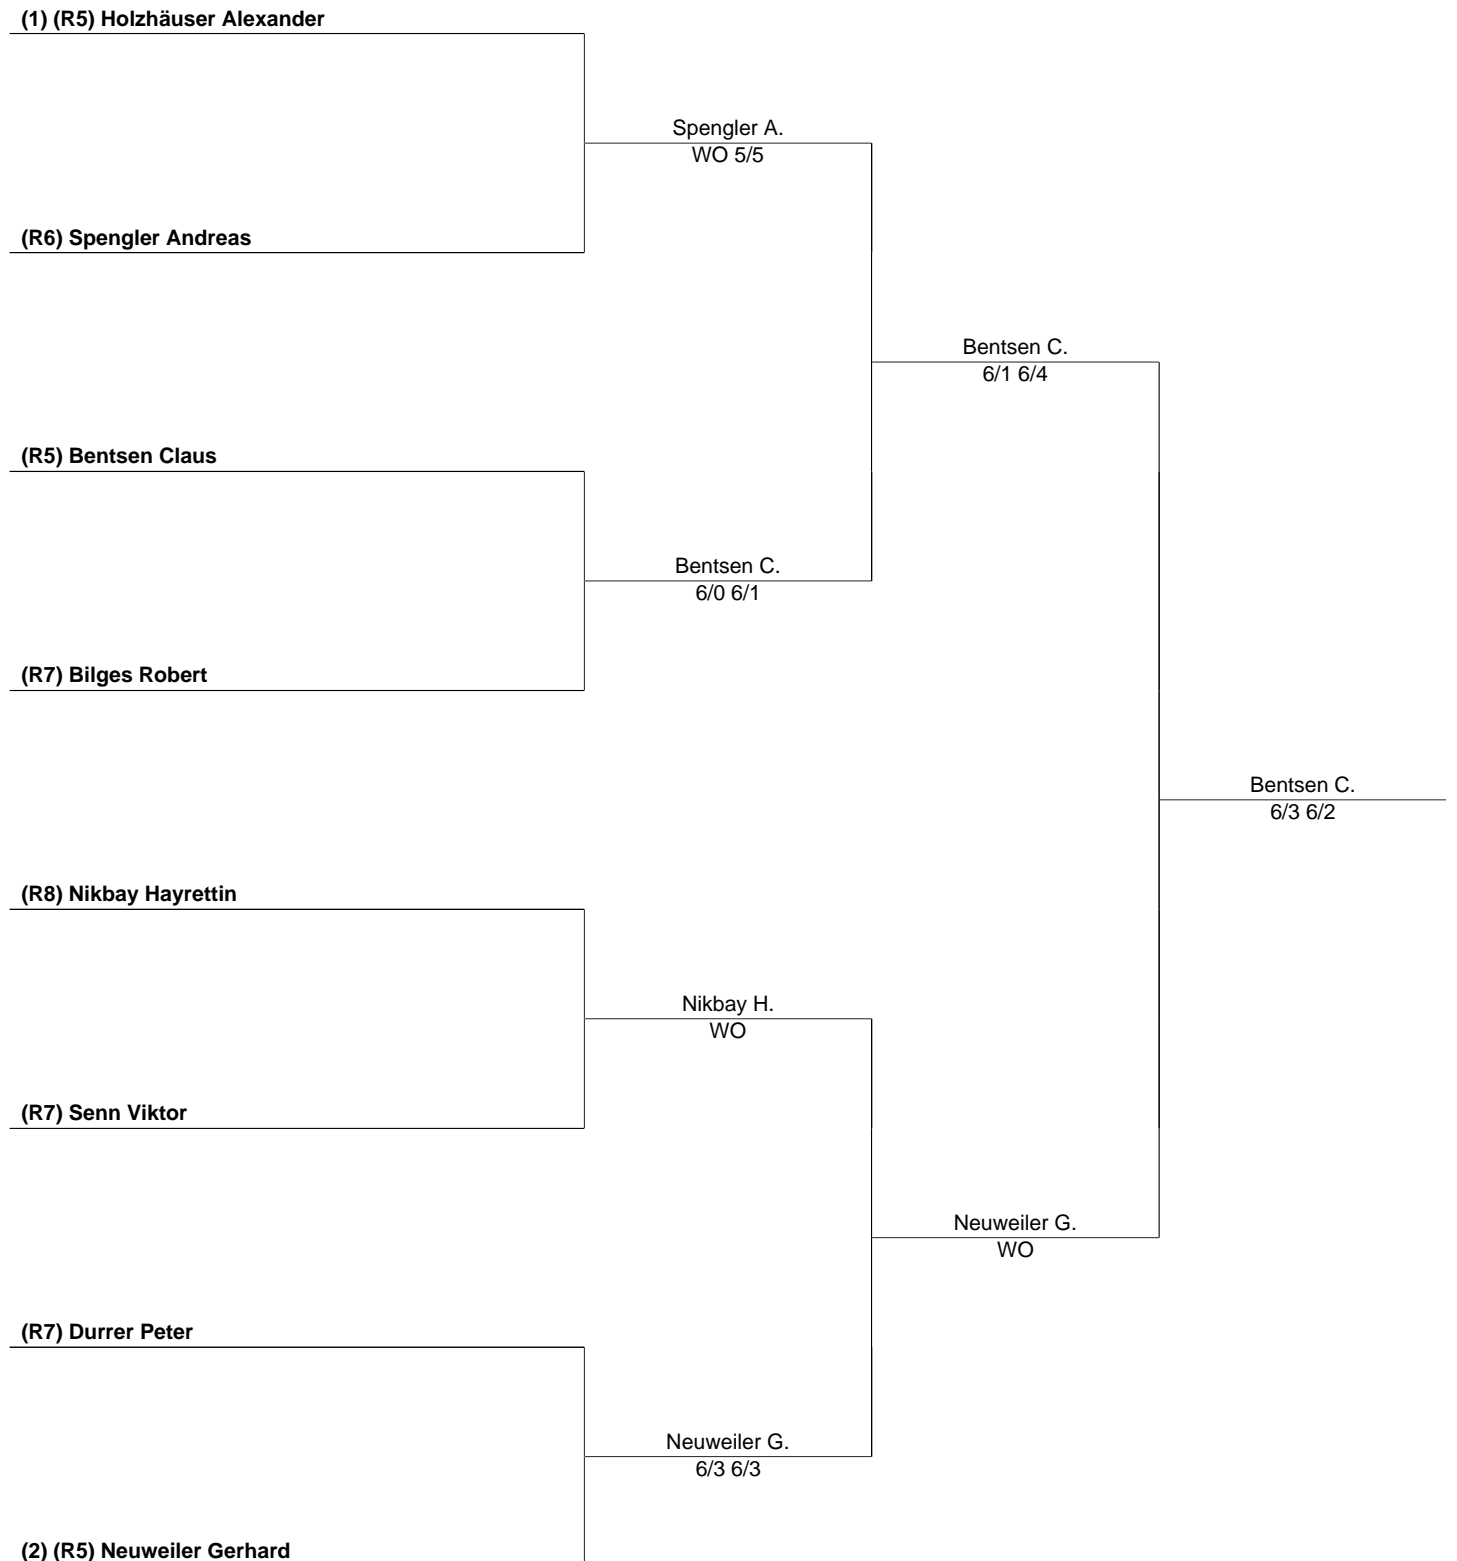 (1) (R5) Holzhäuser Alexander
Spengler A.
WO 5/5
(R6) Spengler Andreas
Bentsen C.
6/1 6/4
(R5) Bentsen Claus
Bentsen C.
6/0 6/1
(R7) Bilges Robert
Bentsen C.
6/3 6/2
(R8) Nikbay Hayrettin
Nikbay H.
WO
(R7) Senn Viktor
Neuweiler G.
WO
(R7) Durrer Peter
Neuweiler G.
6/3 6/3
(2) (R5) Neuweiler Gerhard